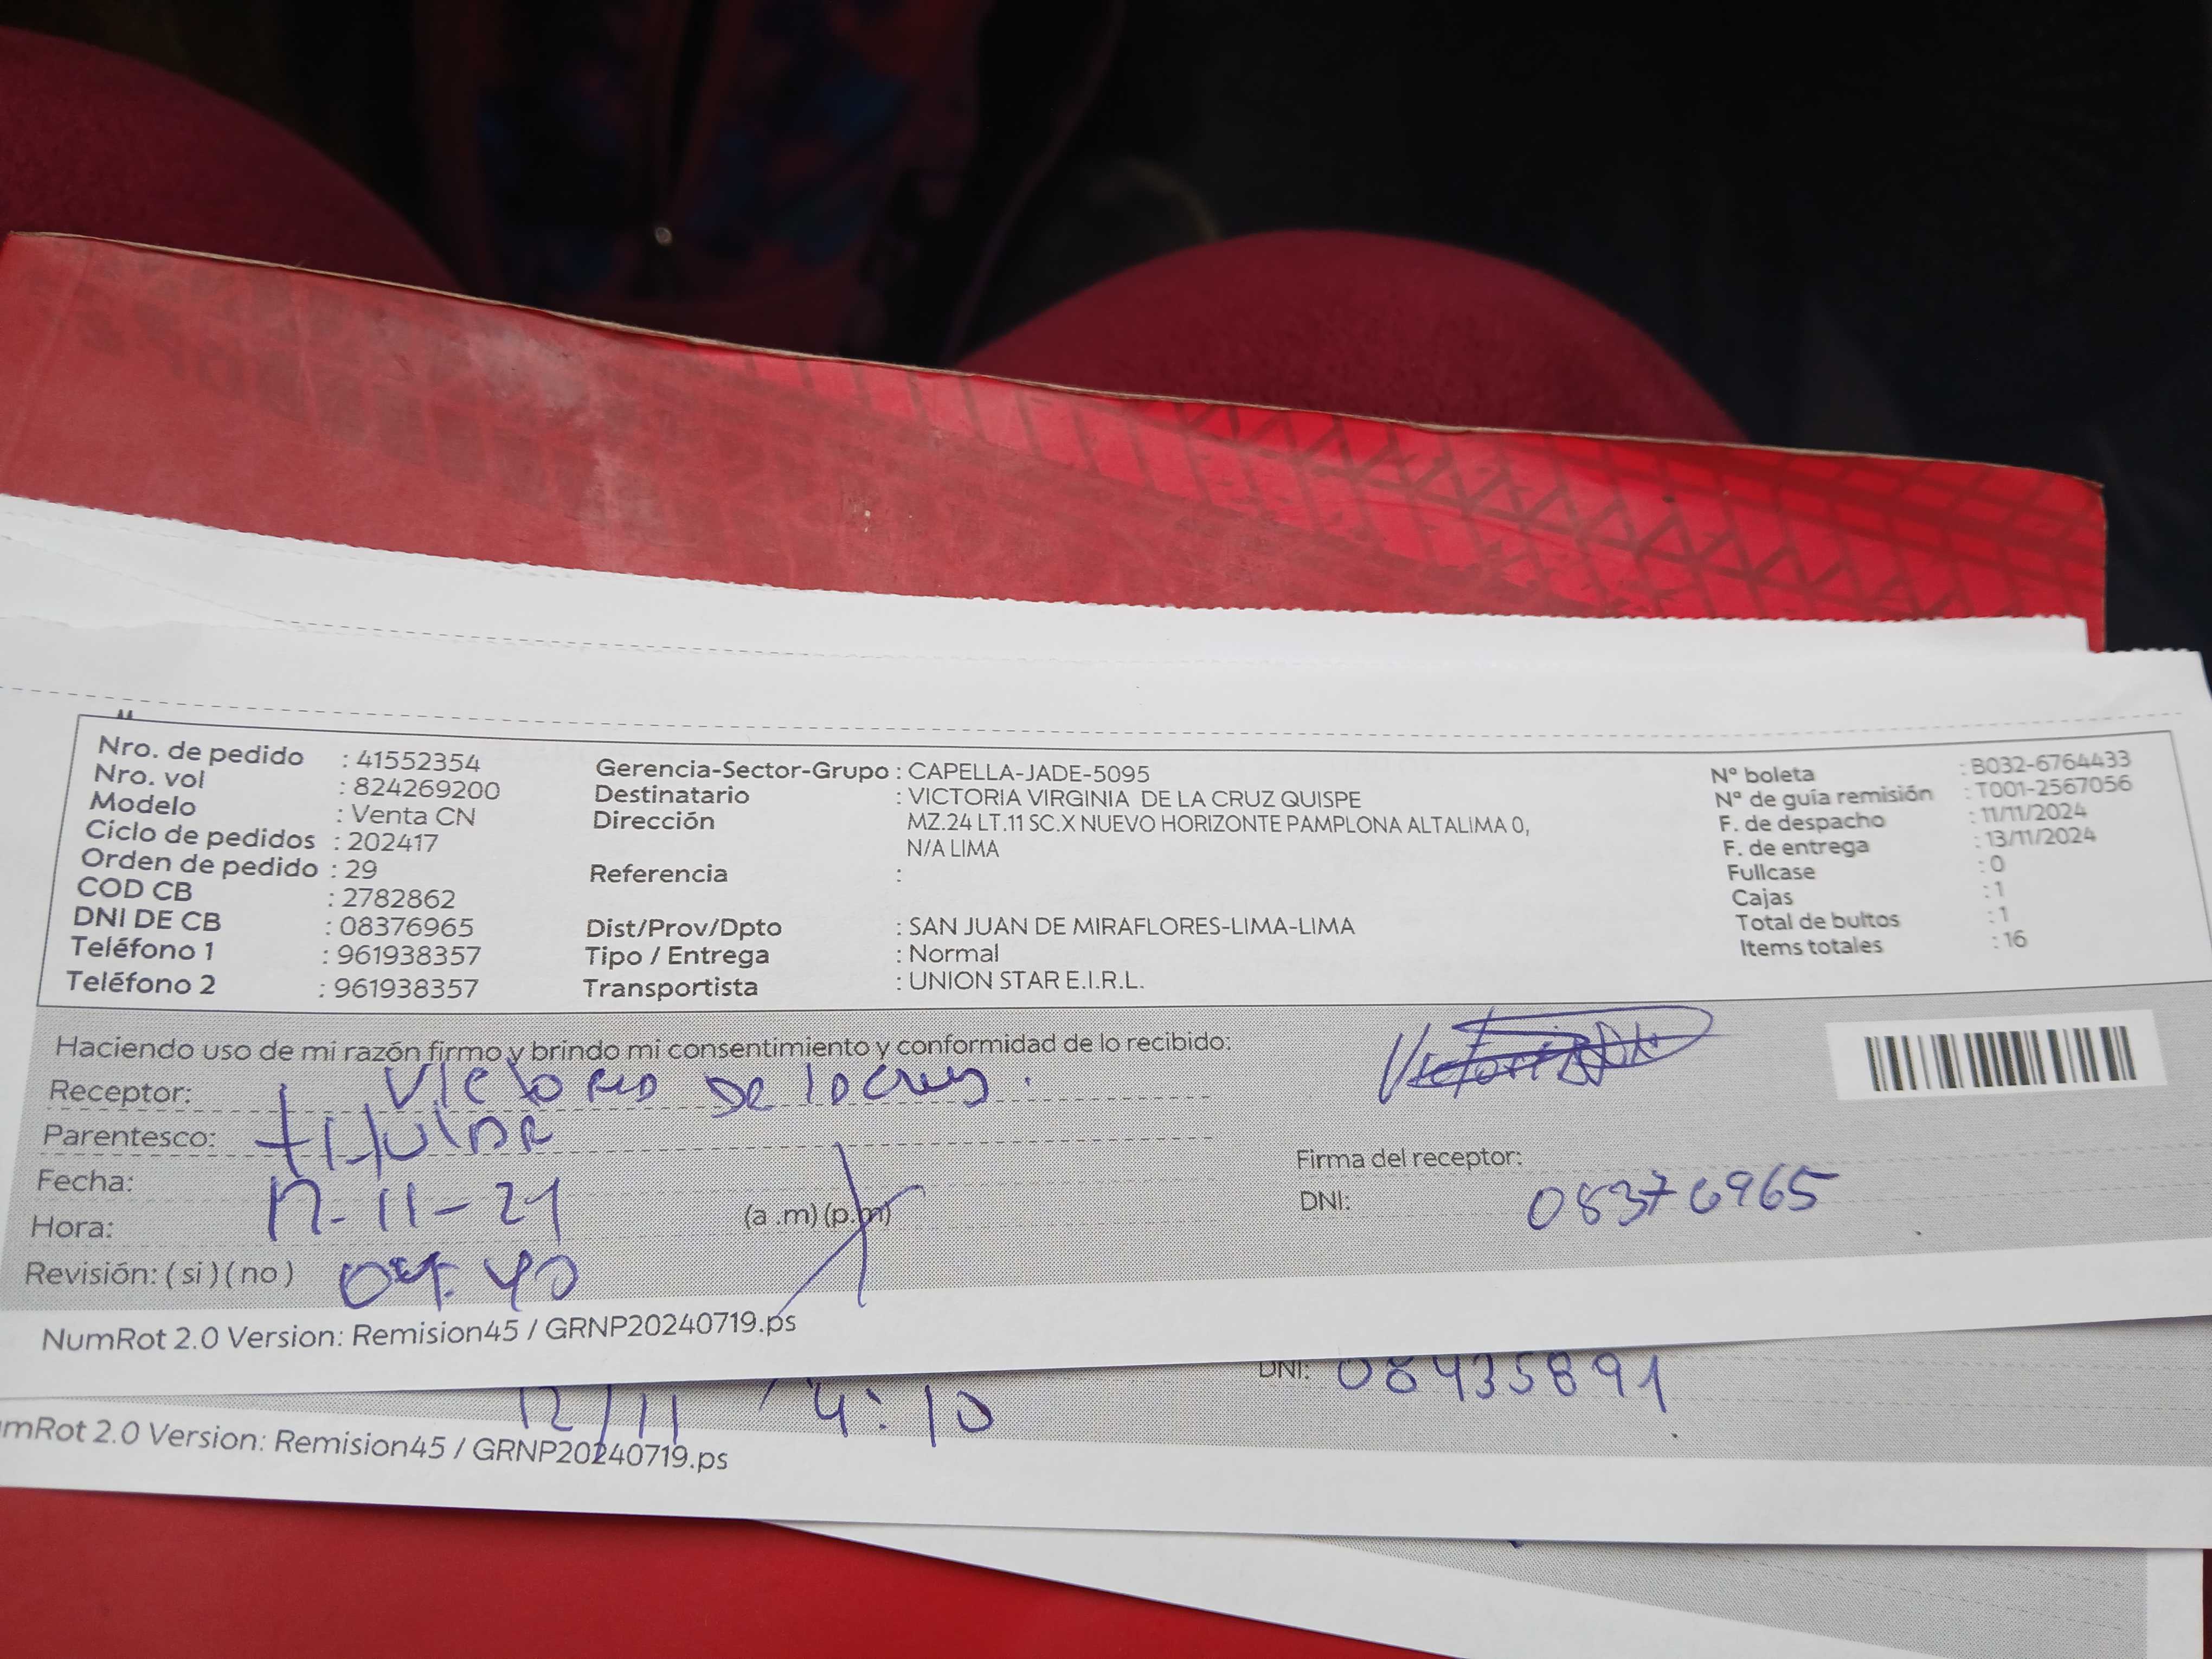 Nro. de pedido : 41552354
Nro. vol : 824269200
Modelo : Venta CN
Ciclo de pedidos : 202417
Orden de pedido : 29
COD CB : 2782862
DNI DE CB : 08376965
Teléfono 1 : 961938357
Teléfono 2 : 961938357
Gerencia-Sector-Grupo : CAPELLA-JADE-5095
Destinatario : VICTORIA VIRGINIA DE LA CRUZ QUISPE
Dirección MZ.24 LT.11 SC.X NUEVO HORIZONTE PAMPLONA ALTALIMA 0,
N/A LIMA
Referencia :
Dist/Prov/Dpto : SAN JUAN DE MIRAFLORES-LIMA-LIMA
Tipo / Entrega : Normal
Transportista : UNION STAR E.I.R.L.
Nº boleta : B032-6764433
Nº de guía remisión : T001-2567056
F. de despacho : 11/11/2024
F. de entrega : 13/11/2024
Fullcase : 0
Cajas : 1
Total de bultos : 1
Items totales : 16
Haciendo uso de mi razón firmo y brindo mi consentimiento y conformidad de lo recibido:
Receptor: Victoria De la Cruz.
Parentesco: titular
Fecha: 12-11-24
Hora: (a .m) (p.m)
Revisión: ( si ) ( no ) 04:40
Firma del receptor:
DNI: 08376965
NumRot 2.0 Version: Remision45 / GRNP20240719.ps
DNI: 08435891
12/11 4:10
mRot 2.0 Version: Remision45 / GRNP20240719.ps